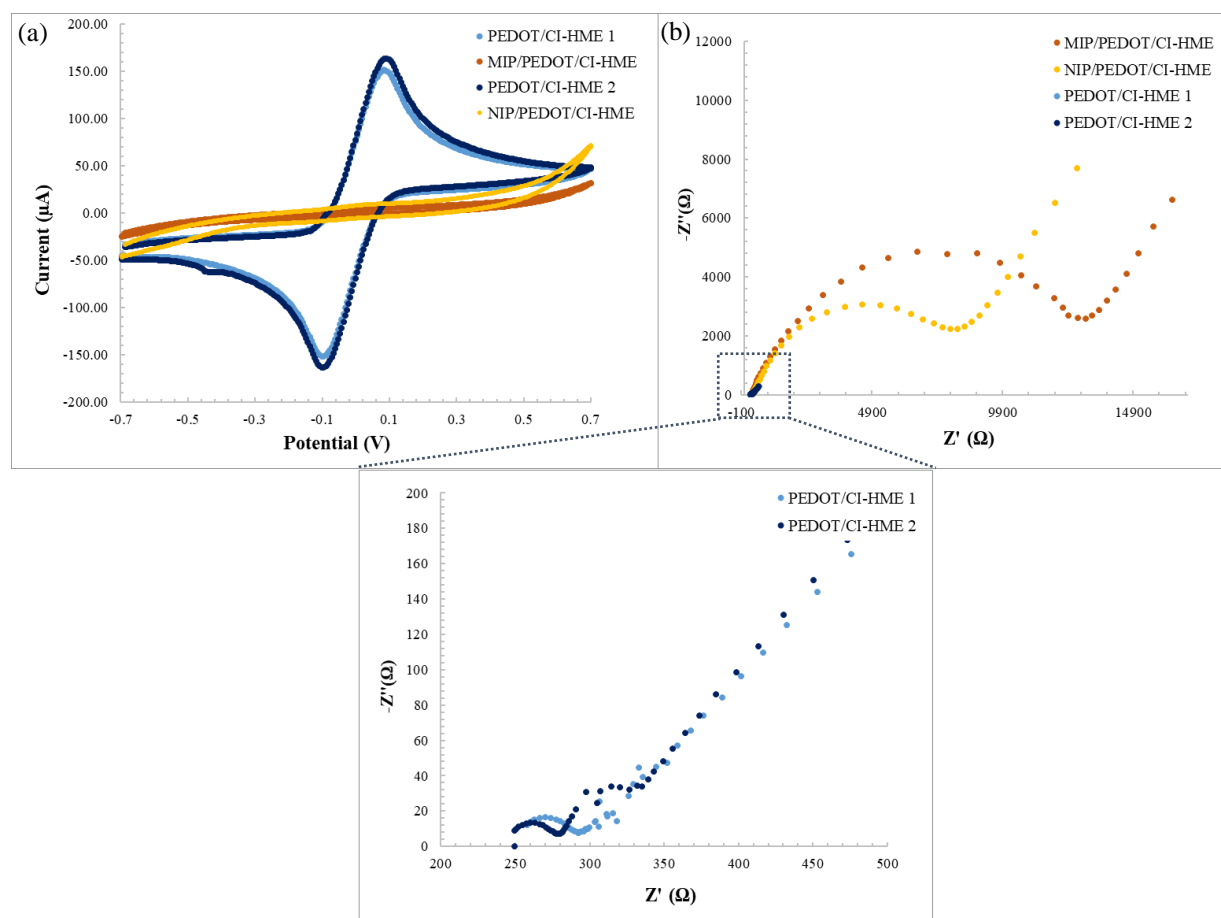 (a)
200.00
150.00
100.00
50.00
0.00
-50.00
-100.00
-150.00
-200.00
Current (µA)
-0.7
-0.5
-0.3
-0.1
0.1
0.3
0.5
0.7
Potential (V)
PEDOT/CI-HME 1
MIP/PEDOT/CI-HME
PEDOT/CI-HME 2
NIP/PEDOT/CI-HME
(b)
12000
10000
8000
6000
4000
2000
0
-Z''(Ω)
-100
4900
9900
14900
Z' (Ω)
MIP/PEDOT/CI-HME
NIP/PEDOT/CI-HME
PEDOT/CI-HME 1
PEDOT/CI-HME 2
200
180
160
140
120
100
80
60
40
20
0
-Z''(Ω)
200
250
300
350
400
450
500
Z' (Ω)
PEDOT/CI-HME 1
PEDOT/CI-HME 2